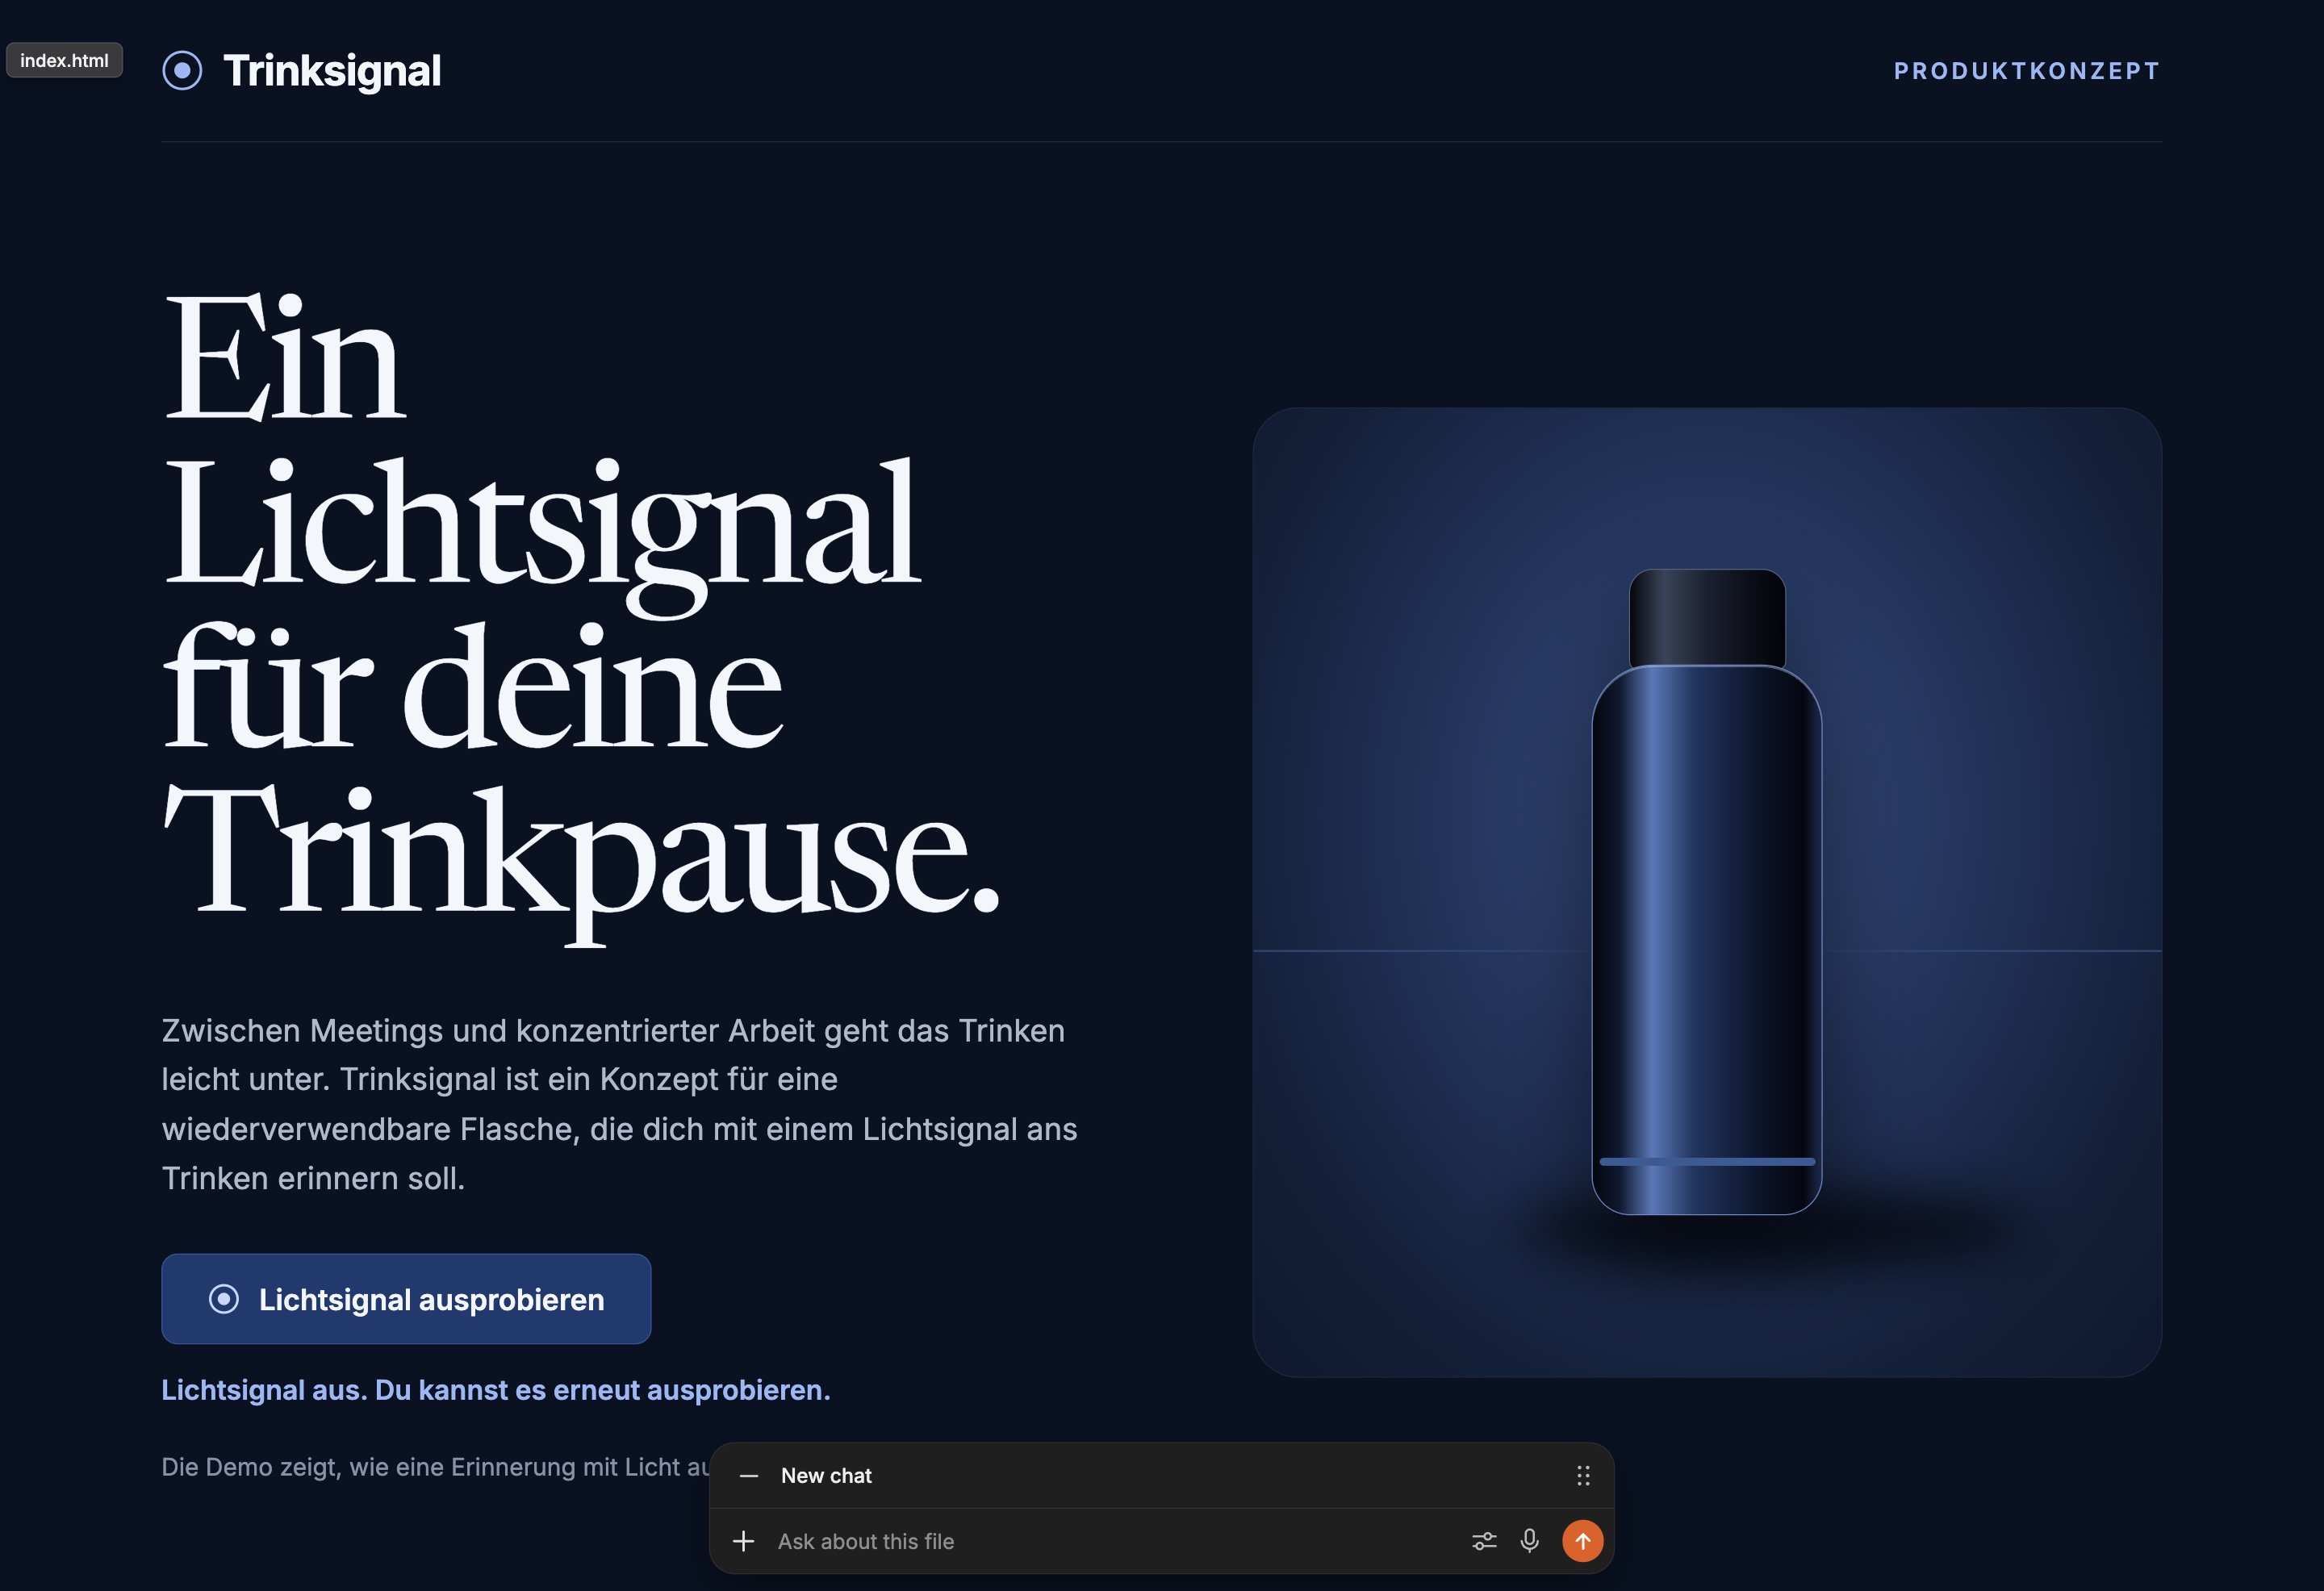 index.html
Trinksignal
PRODUKTKONZEPT
Ein
Lichtsignal
für deine
Trinkpause.
Zwischen Meetings und konzentrierter Arbeit geht das Trinken
leicht unter. Trinksignal ist ein Konzept für eine
wiederverwendbare Flasche, die dich mit einem Lichtsignal ans
Trinken erinnern soll.
Lichtsignal ausprobieren
Lichtsignal aus. Du kannst es erneut ausprobieren.
Die Demo zeigt, wie eine Erinnerung mit Licht
New chat
Ask about this file